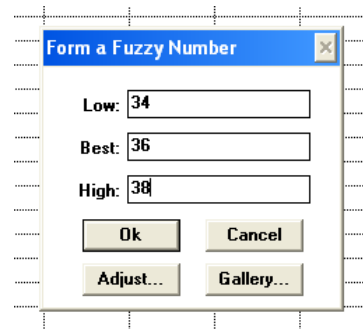 Form a Fuzzy Number
Low: 34
Best: 36
High: 38
Ok Cancel
Adjust... Gallery...